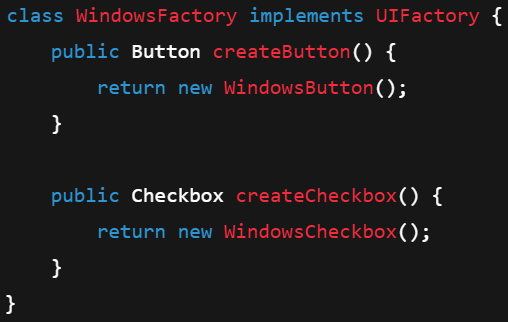 class WindowsFactory implements UIFactory {
    public Button createButton() {
        return new WindowsButton();
    }

    public Checkbox createCheckbox() {
        return new WindowsCheckbox();
    }
}